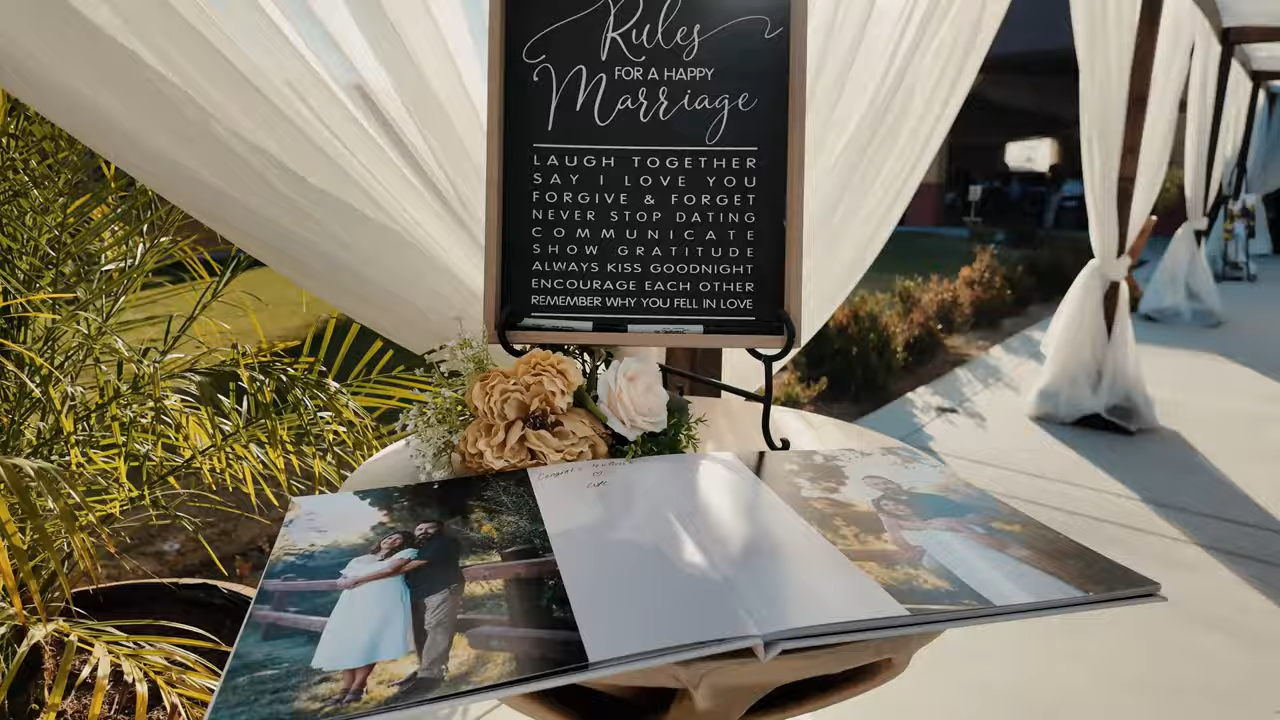 Rules
FOR A HAPPY
Marriage
LAUGH TOGETHER
SAY I LOVE YOU
FORGIVE & FORGET
NEVER STOP DATING
COMMUNICATE
SHOW GRATITUDE
ALWAYS KISS GOODNIGHT
ENCOURAGE EACH OTHER
REMEMBER WHY YOU FELL IN LOVE
Congrats